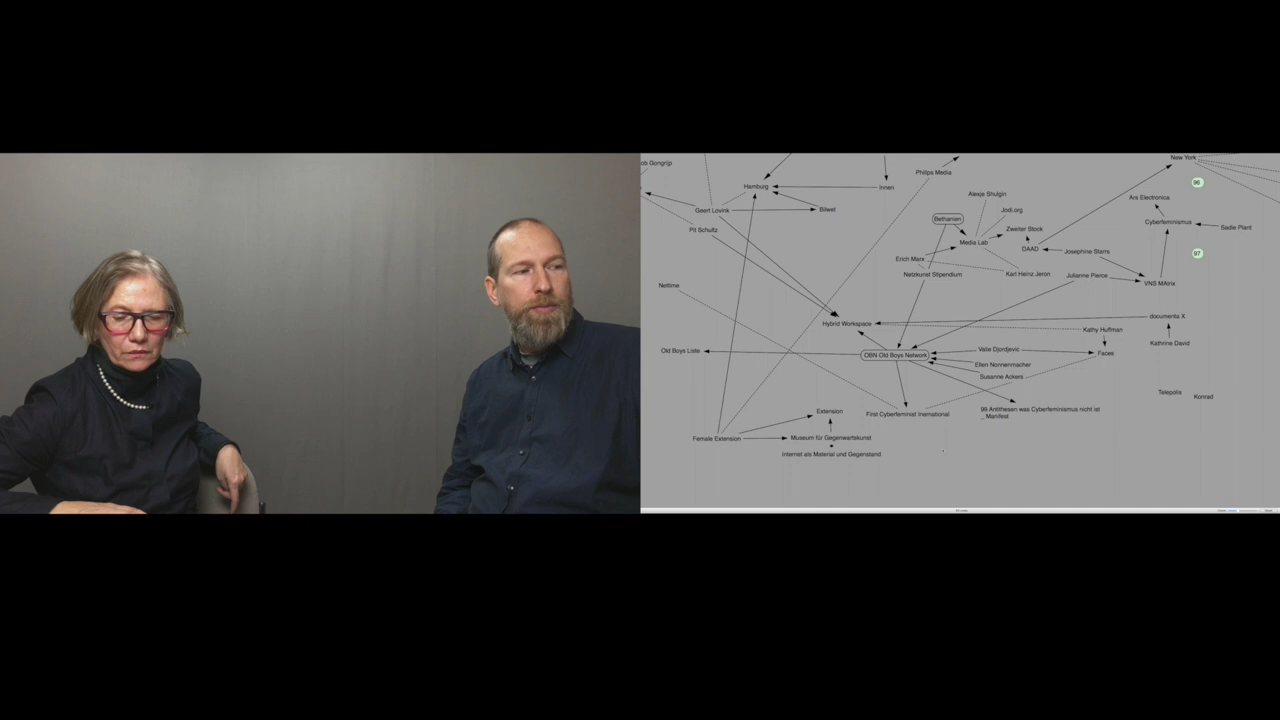 New York
ob Gongrijp
Philips Media
96
Hamburg
innen
Alexje Shulgin
Ars Electronica
Geert Lovink
Bilwet
Jodi.org
Bethanien
Cyberfeminismus
Sadie Plant
Pit Schultz
Zweiter Stock
Media Lab
DAAD
Josephine Starrs
97
Erich Marx
Netzkunst Stipendium
Karl Heinz Jeron
Julianne Pierce
VNS MAtrix
Nettime
documenta X
Hybrid Workspace
Kathy Huffman
Kathrine David
Old Boys Liste
OBN Old Boys Network
Valie Djordjevic
Faces
Ellen Nonnenmacher
Susanne Ackers
Telepolis
Konrad
Extension
First Cyberfeminist Inernational
99 Antithesen was Cyberfeminismus nicht ist
_ Manifest
Female Extension
Museum für Gegenwartskunst
Internet als Material und Gegenstand